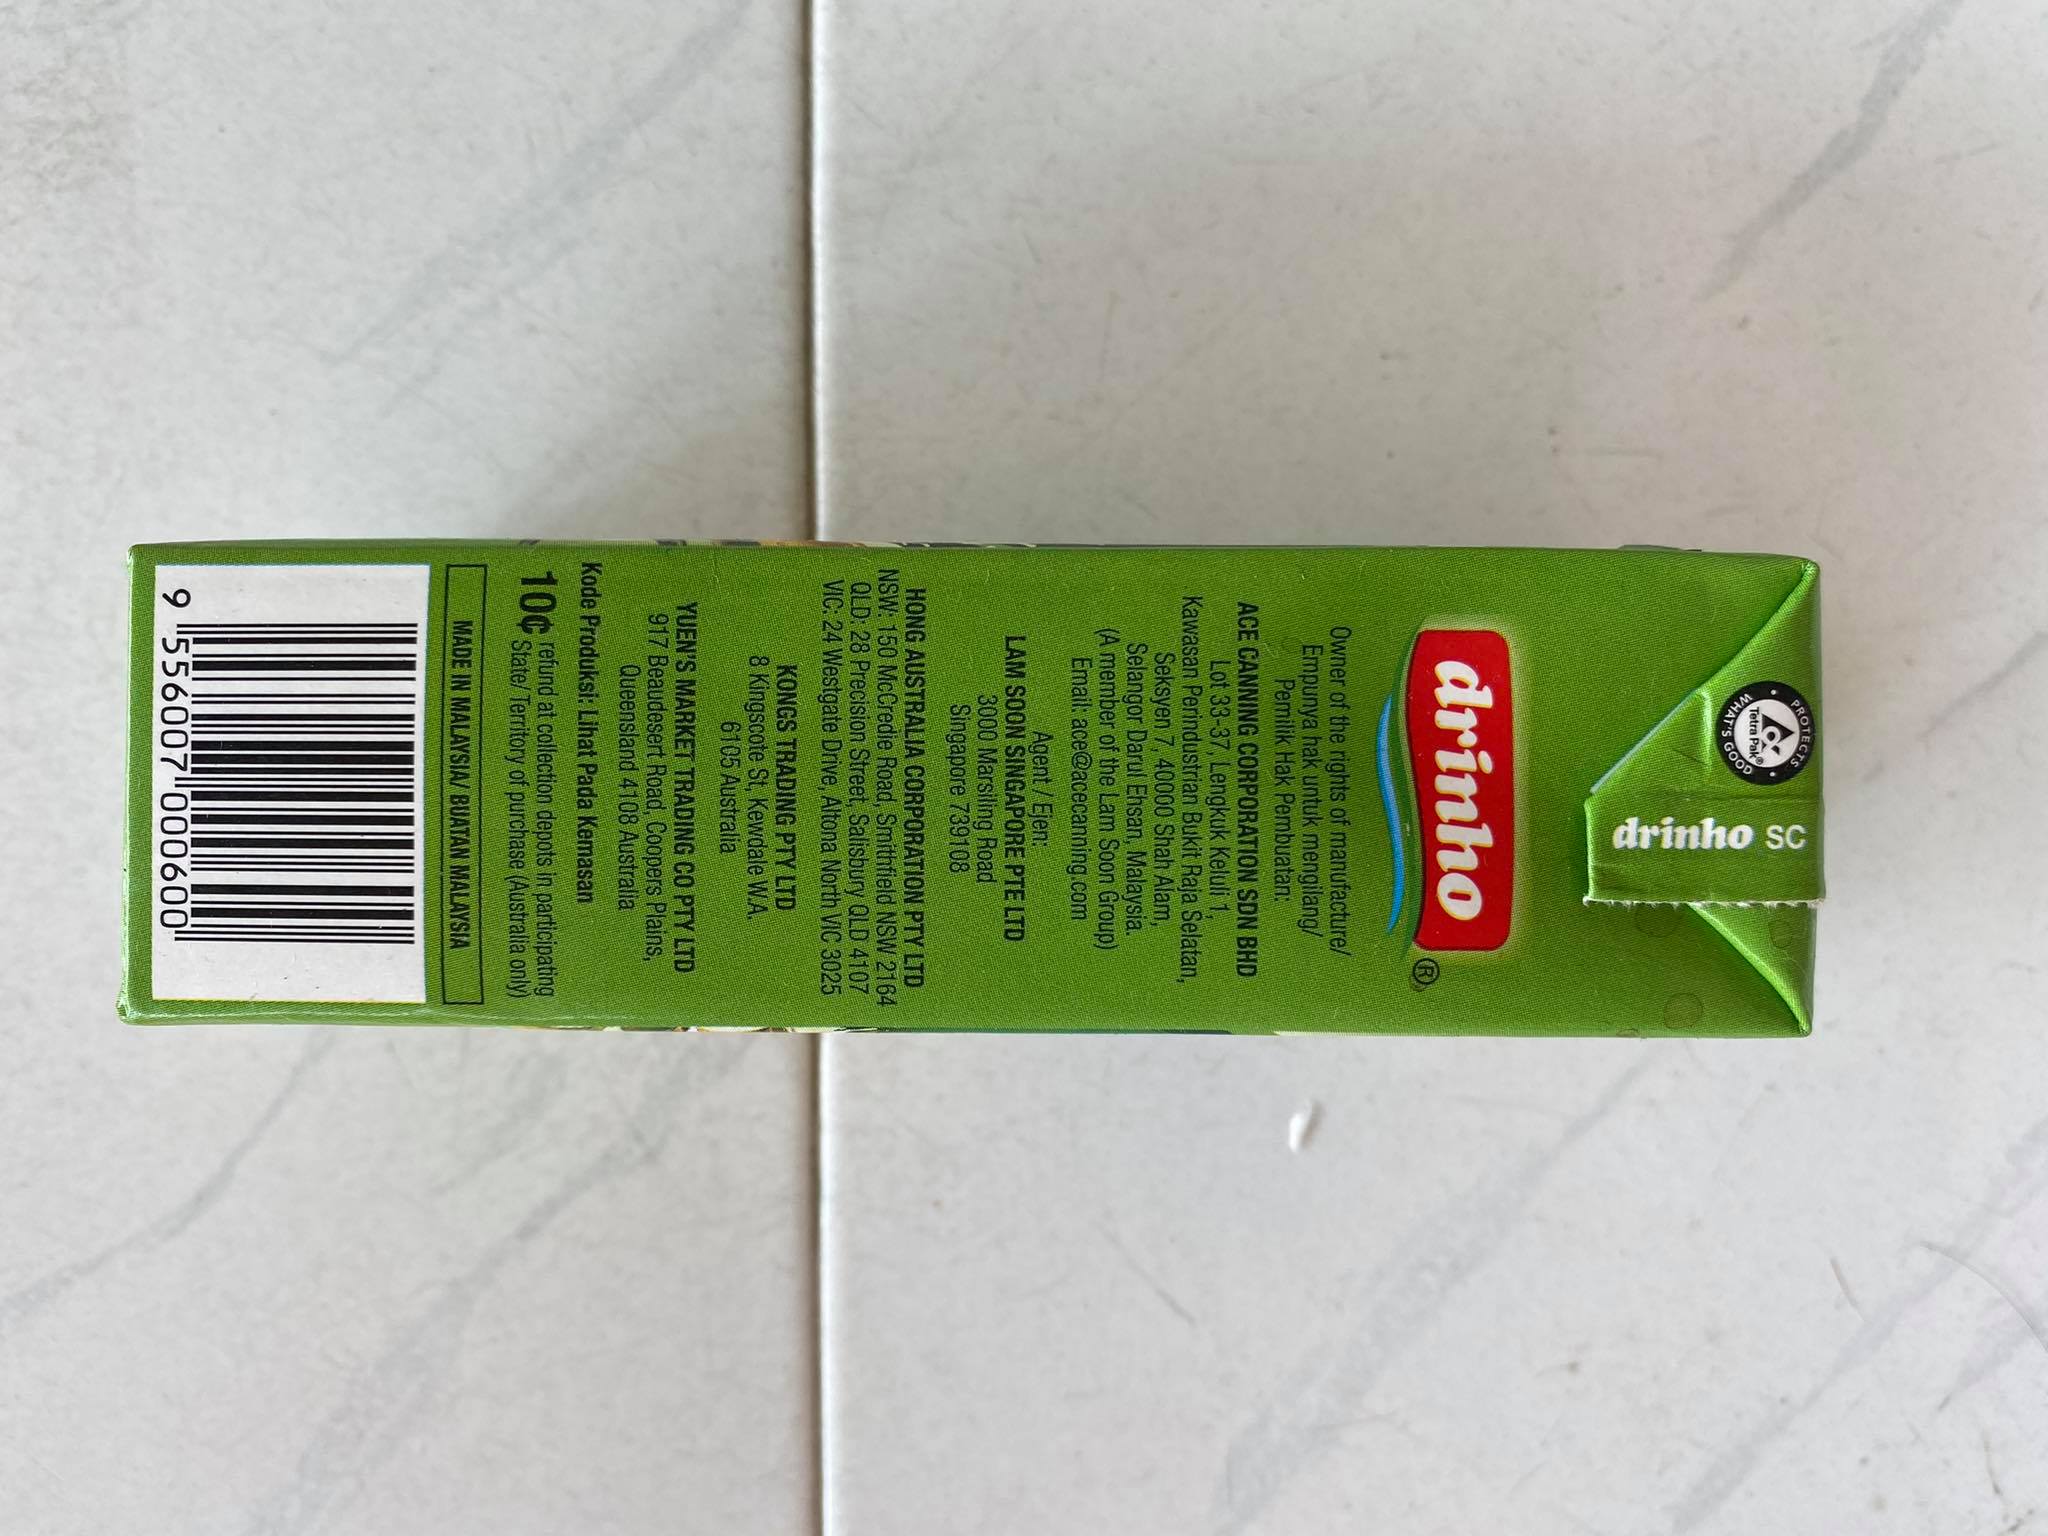 PROTECTS
WHAT'S GOOD
Tetra Pak®
drinho SC
drinho®
Owner of the rights of manufacture/
Empunya hak untuk mengilang/
Pemilik Hak Pembuatan:
ACE CANNING CORPORATION SDN BHD
Lot 33-37, Lengkuk Keluli 1,
Kawasan Perindustrian Bukit Raja Selatan,
Seksyen 7, 40000 Shah Alam,
Selangor Darul Ehsan, Malaysia.
(A member of the Lam Soon Group)
Email: ace@acecanning.com
Agent / Ejen:
LAM SOON SINGAPORE PTE LTD
3000 Marsiling Road
Singapore 739108
HONG AUSTRALIA CORPORATION PTY LTD
NSW: 150 McCredie Road, Smithfield NSW 2164
QLD: 28 Precision Street, Salisbury QLD 4107
VIC: 24 Westgate Drive, Altona North VIC 3025
KONGS TRADING PTY LTD
8 Kingscote St, Kewdale W.A.
6105 Australia
YUEN'S MARKET TRADING CO PTY LTD
917 Beaudesert Road, Coopers Plains,
Queensland 4108 Australia
Kode Produksi: Lihat Pada Kemasan
10¢ refund at collection depots in participating
State/Territory of purchase (Australia only)
MADE IN MALAYSIA/ BUATAN MALAYSIA
9 556007 000600